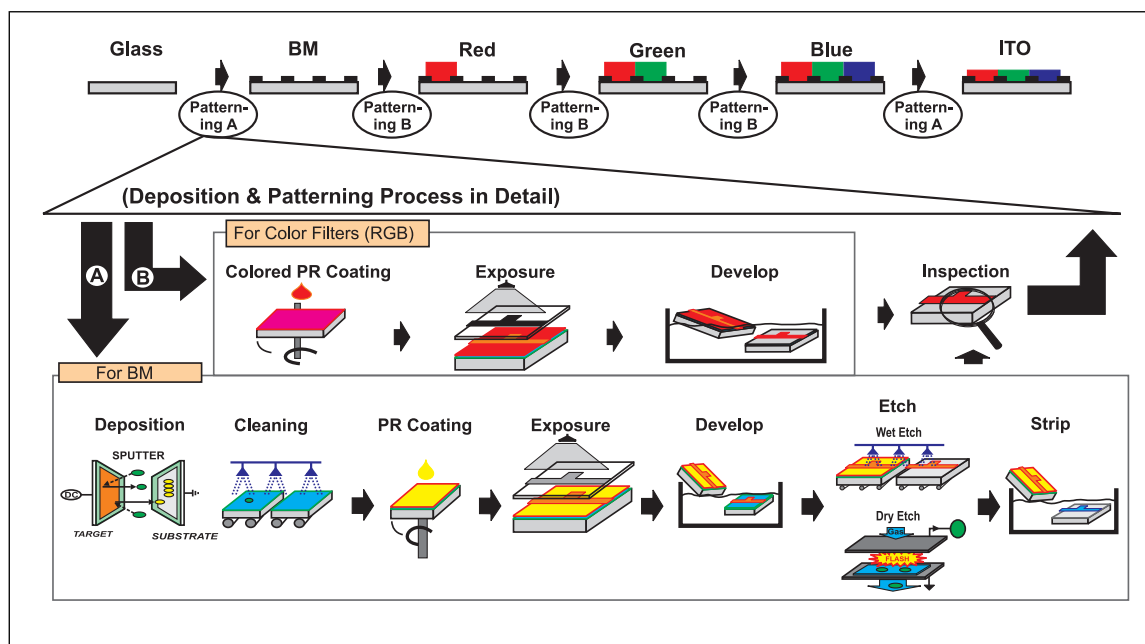 Glass
BM
Red
Green
Blue
ITO
Pattern-
ing A
Pattern-
ing B
Pattern-
ing B
Pattern-
ing B
Pattern-
ing A
(Deposition & Patterning Process in Detail)
A
B
For Color Filters (RGB)
Colored PR Coating
Exposure
Develop
Inspection
For BM
Deposition
Cleaning
PR Coating
Exposure
Develop
Etch
Strip
SPUTTER
DC
TARGET
SUBSTRATE
Wet Etch
Dry Etch
Gas
FLASH